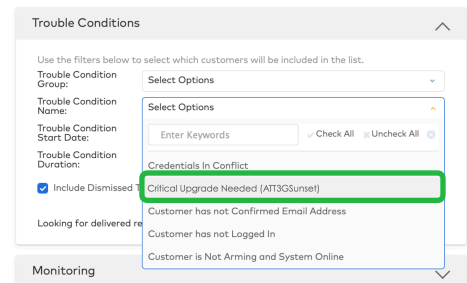 Trouble Conditions
Use the filters below to select which customers will be included in the list.
Trouble Condition Group:
Select Options
Trouble Condition Name:
Select Options
Trouble Condition Start Date:
Enter Keywords
Check All
Uncheck All
Trouble Condition Duration:
Credentials In Conflict
Include Dismissed T
Critical Upgrade Needed (ATT3GSunset)
Customer has not Confirmed Email Address
Looking for delivered re
Customer has not Logged In
Customer is Not Arming and System Online
Monitoring